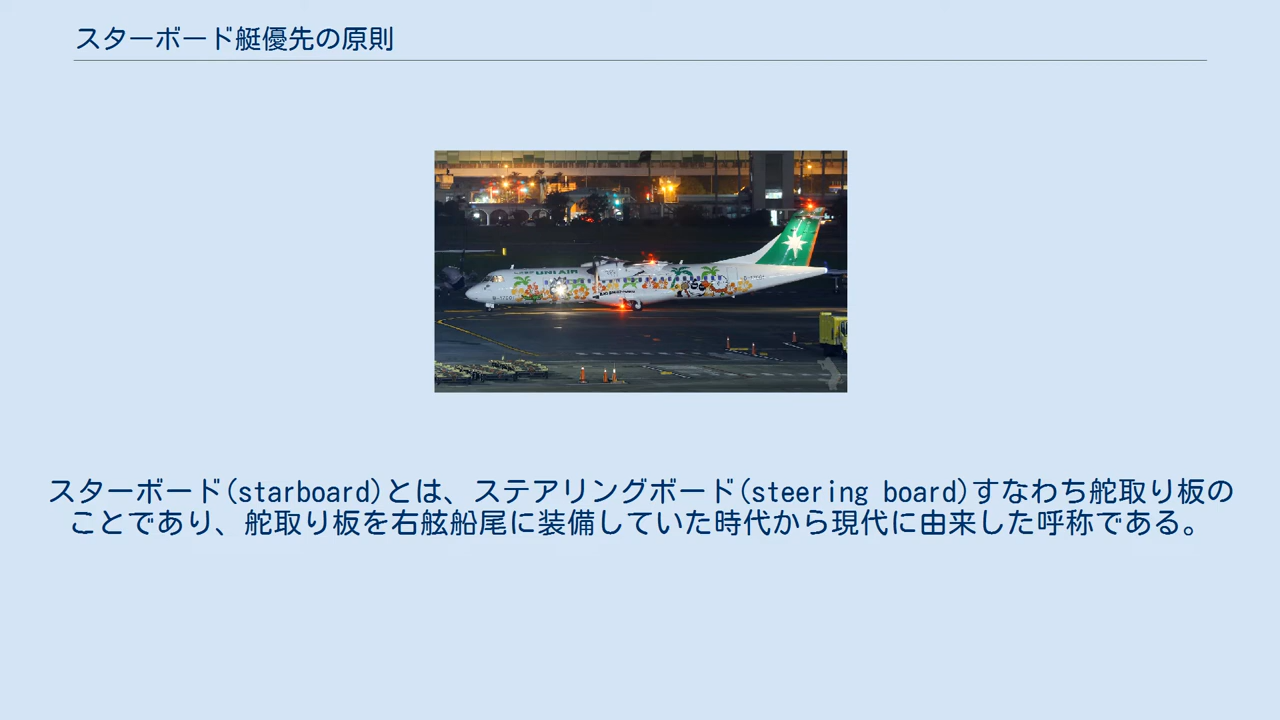 スターボード艇優先の原則
UNI AIR
スターボード(starboard)とは、ステアリングボード(steering board)すなわち舵取り板の
ことであり、舵取り板を右舷船尾に装備していた時代から現代に由来した呼称である。